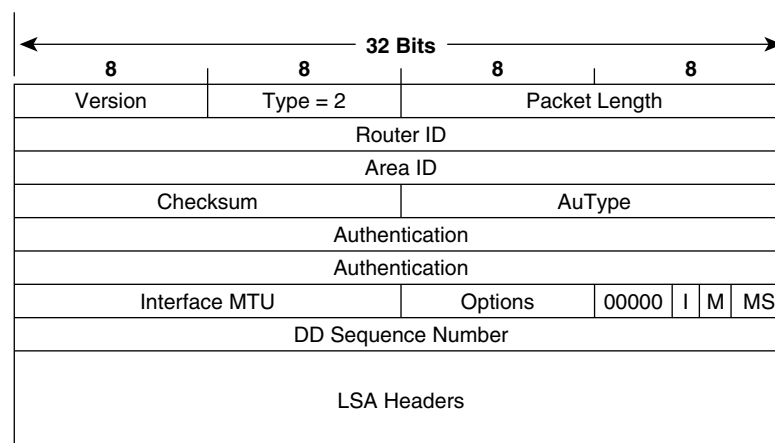 32 Bits
8 8 8 8
Version Type = 2 Packet Length
Router ID
Area ID
Checksum AuType
Authentication
Authentication
Interface MTU Options 00000 I M MS
DD Sequence Number
LSA Headers